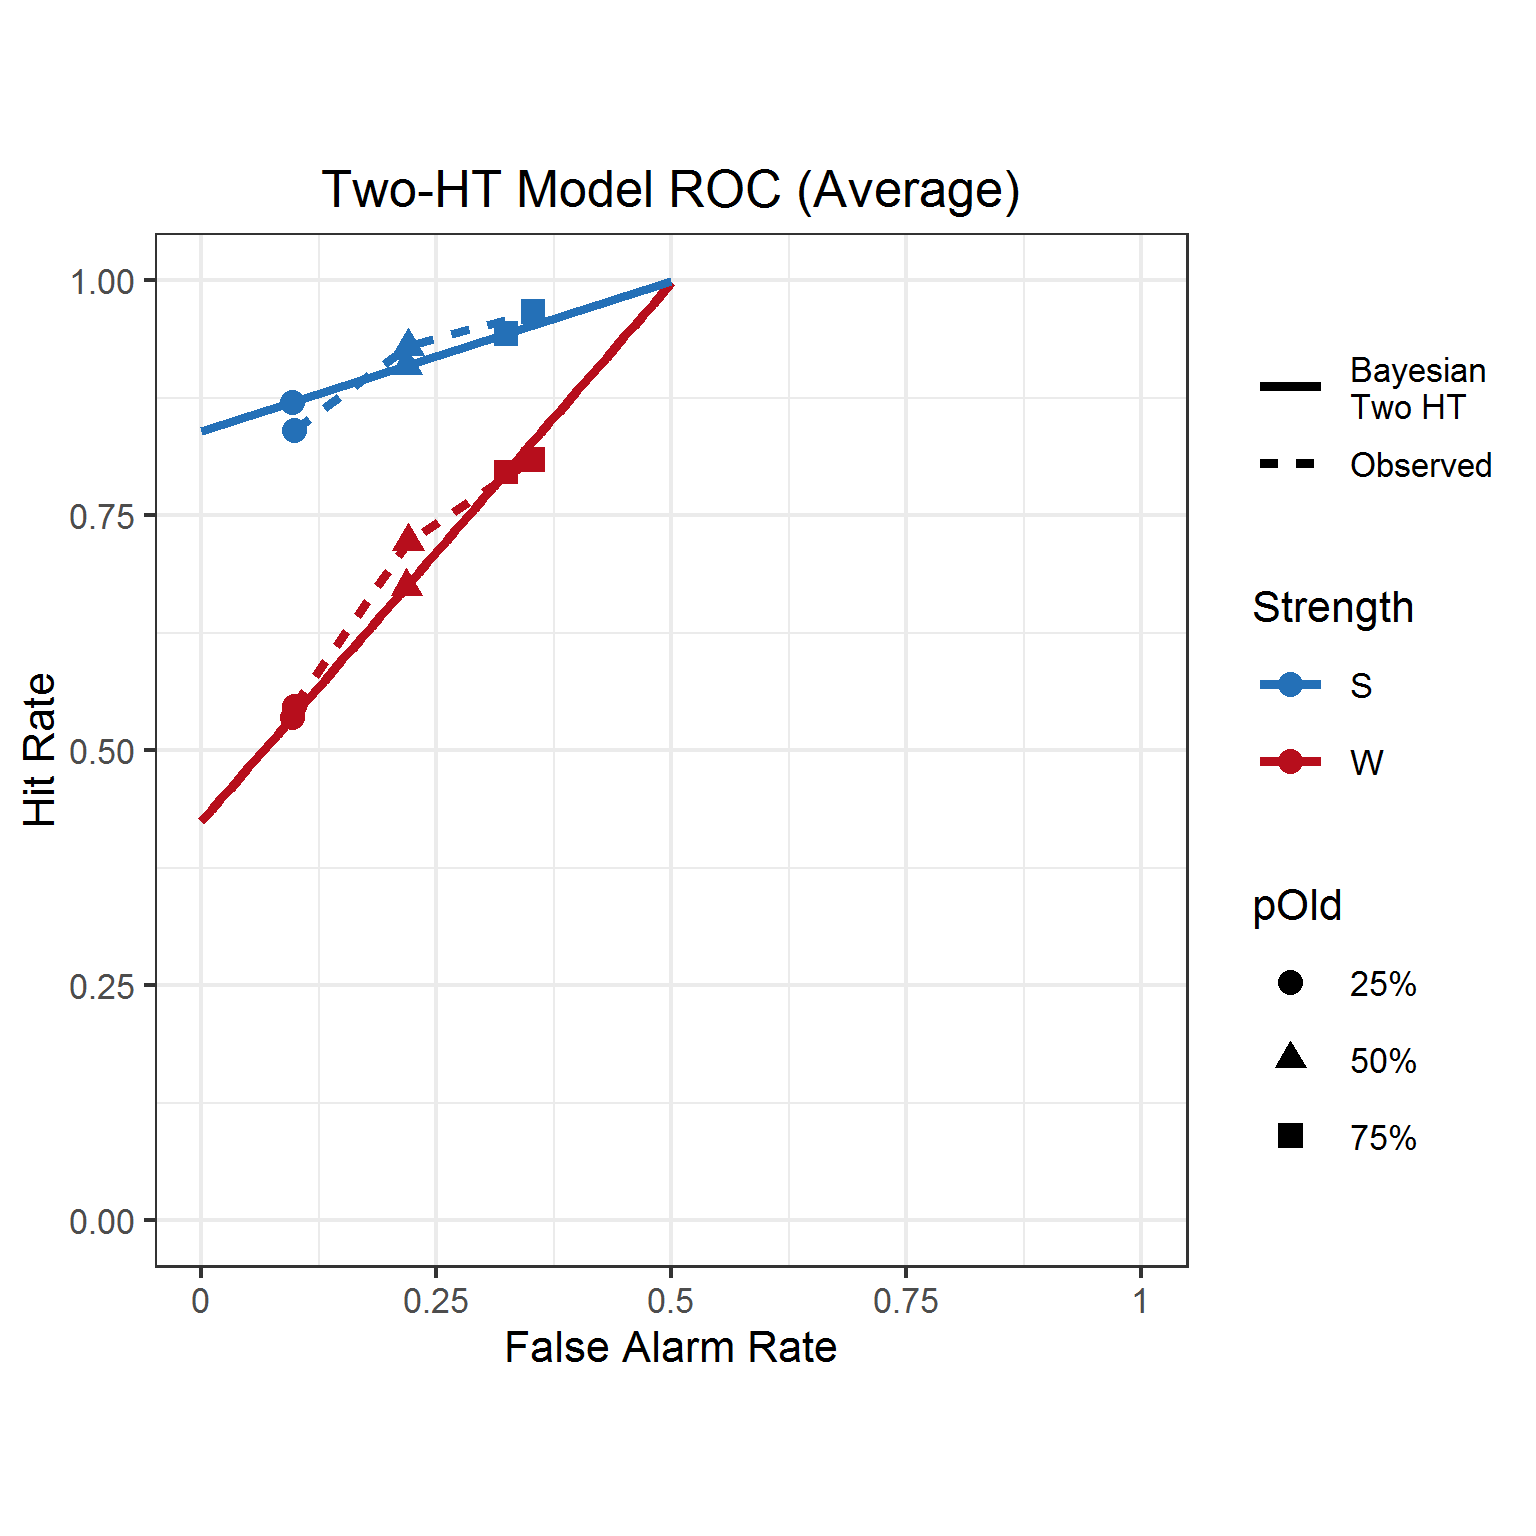 Two-HT Model ROC (Average)
1.00
0.75
0.50
0.25
0.00
Hit Rate
0
0.25
0.5
0.75
1
False Alarm Rate
Bayesian
Two HT
Observed
Strength
S
W
pOld
25%
50%
75%